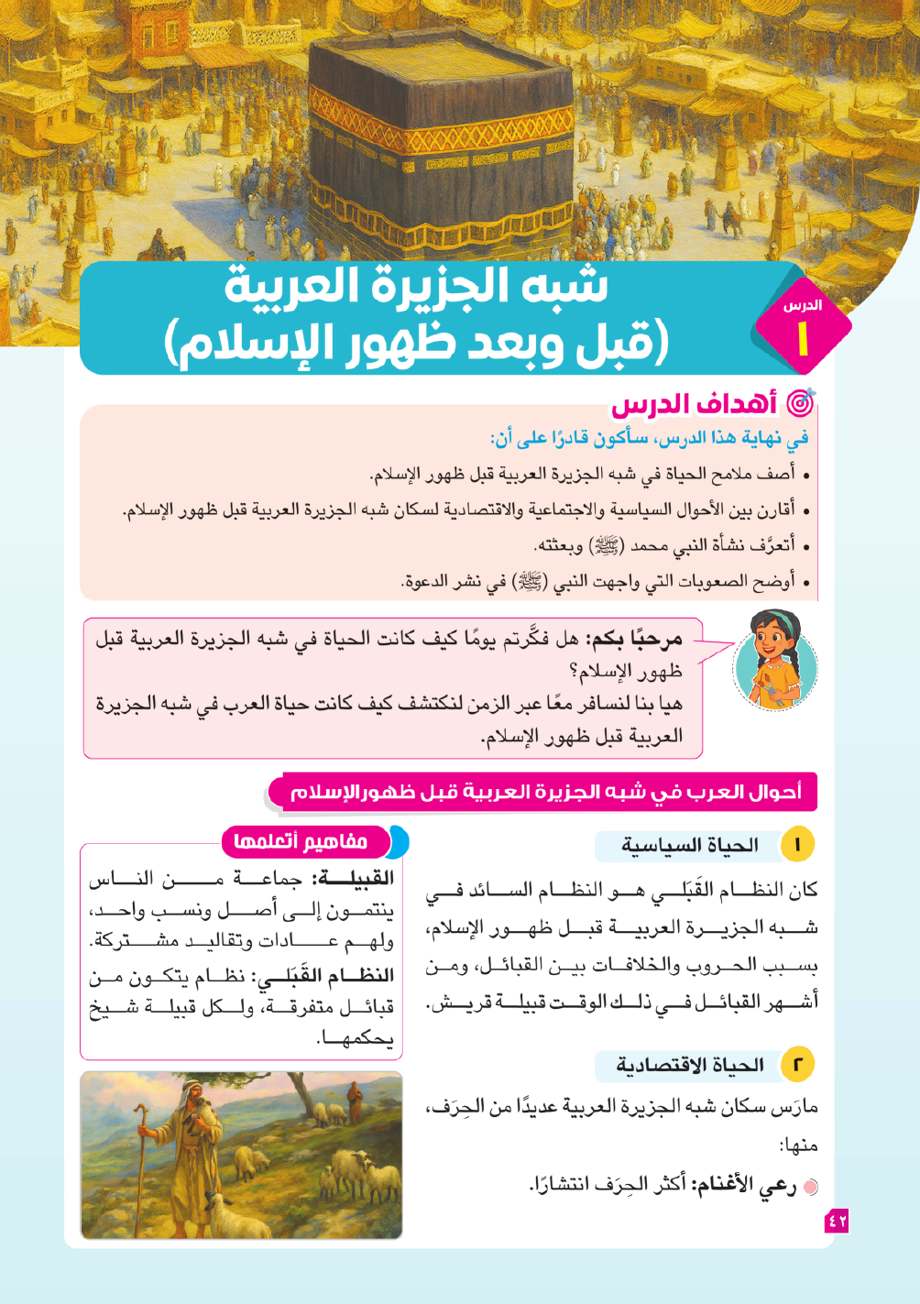 الدرس
١
شبه الجزيرة العربية
(قبل وبعد ظهور الإسلام)
أهداف الدرس
في نهاية هذا الدرس، سأكون قادرًا على أن:
• أصف ملامح الحياة في شبه الجزيرة العربية قبل ظهور الإسلام.
• أقارن بين الأحوال السياسية والاجتماعية والاقتصادية لسكان شبه الجزيرة العربية قبل ظهور الإسلام.
• أتعرَّف نشأة النبي محمد (ﷺ) وبعثته.
• أوضح الصعوبات التي واجهت النبي (ﷺ) في نشر الدعوة.
مرحبًا بكم: هل فكَّرتم يومًا كيف كانت الحياة في شبه الجزيرة العربية قبل
ظهور الإسلام؟
هيا بنا لنسافر معًا عبر الزمن لنكتشف كيف كانت حياة العرب في شبه الجزيرة
العربية قبل ظهور الإسلام.
أحوال العرب في شبه الجزيرة العربية قبل ظهورالإسلام
١ الحياة السياسية
كان النظام القَبَلي هو النظام السائد في
شبه الجزيرة العربية قبل ظهور الإسلام،
بسبب الحروب والخلافات بين القبائل، ومن
أشهر القبائل في ذلك الوقت قبيلة قريش.
مفاهيم أتعلمها
القبيلة: جماعة من الناس
ينتمون إلى أصل ونسب واحد،
ولهم عادات وتقاليد مشتركة.
النظام القَبَلي: نظام يتكون من
قبائل متفرقة، ولكل قبيلة شيخ
يحكمها.
٢ الحياة الاقتصادية
مارَس سكان شبه الجزيرة العربية عديدًا من الحِرَف،
منها:
رعي الأغنام: أكثر الحِرَف انتشارًا.
٤٢